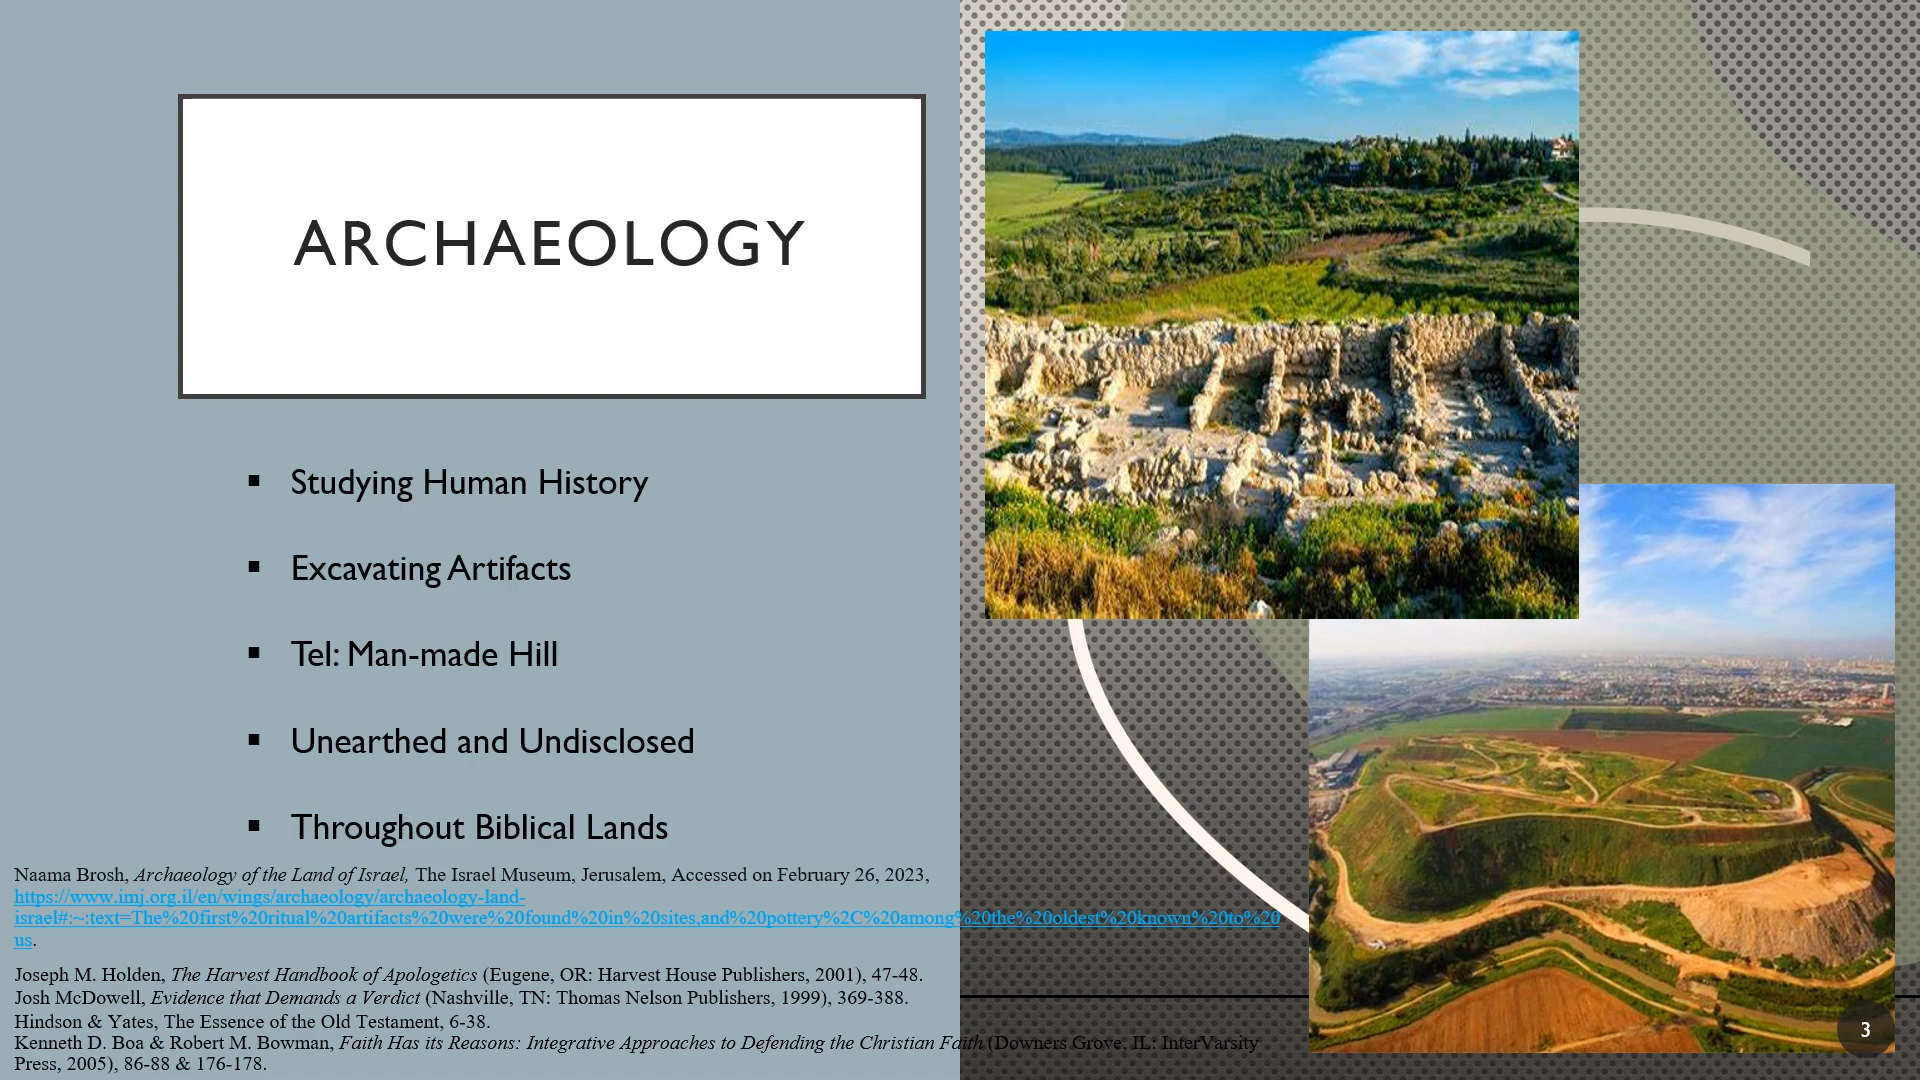 ARCHAEOLOGY
▪ Studying Human History
▪ Excavating Artifacts
▪ Tel: Man-made Hill
▪ Unearthed and Undisclosed
▪ Throughout Biblical Lands
Naama Brosh, Archaeology of the Land of Israel, The Israel Museum, Jerusalem, Accessed on February 26, 2023,
https://www.imj.org.il/en/wings/archaeology/archaeology-land-
israel#:~:text=The%20first%20ritual%20artifacts%20were%20found%20in%20sites,and%20pottery%2C%20among%20the%20oldest%20known%20to%20
us.
Joseph M. Holden, The Harvest Handbook of Apologetics (Eugene, OR: Harvest House Publishers, 2001), 47-48.
Josh McDowell, Evidence that Demands a Verdict (Nashville, TN: Thomas Nelson Publishers, 1999), 369-388.
Hindson & Yates, The Essence of the Old Testament, 6-38.
Kenneth D. Boa & Robert M. Bowman, Faith Has its Reasons: Integrative Approaches to Defending the Christian Faith (Downers Grove, IL: InterVarsity
Press, 2005), 86-88 & 176-178.
3